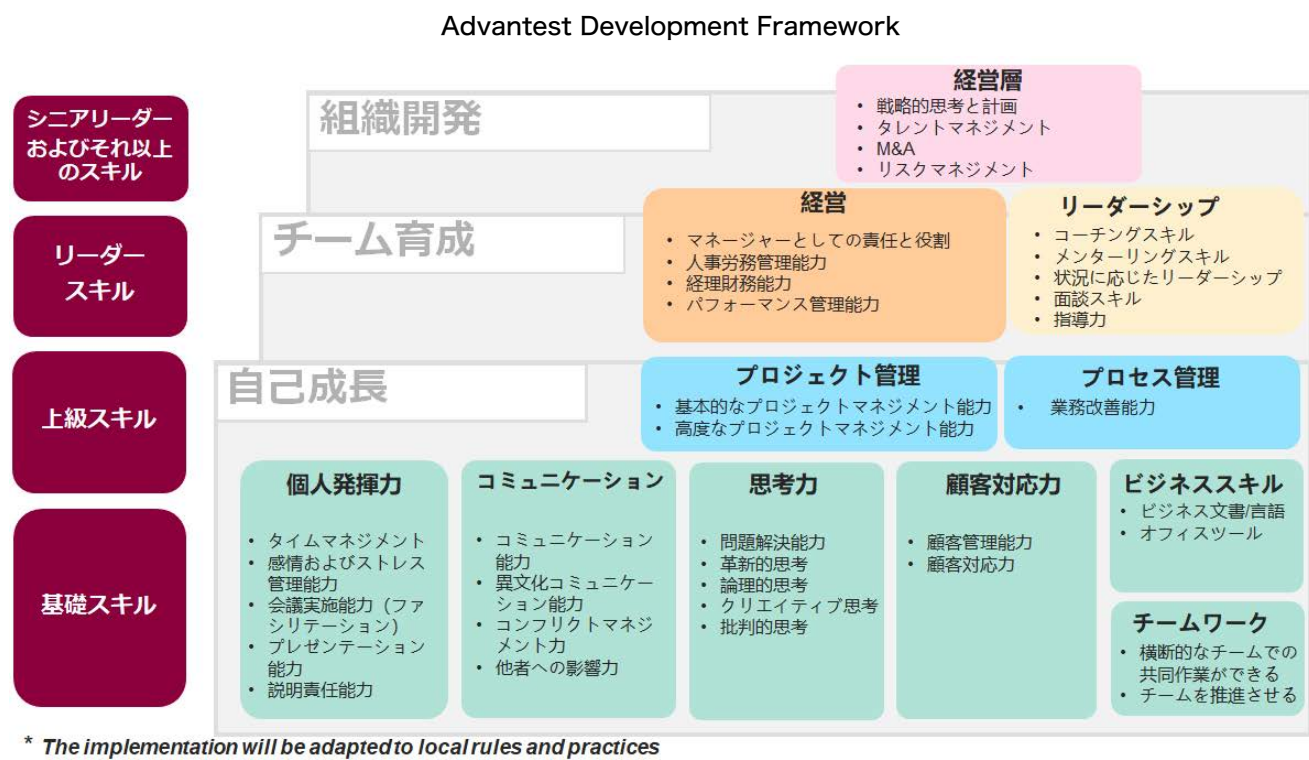 Advantest Development Framework
シニアリーダー
およびそれ以上
のスキル
組織開発
経営層
• 戦略的思考と計画
• タレントマネジメント
• M&A
• リスクマネジメント
リーダー
スキル
チーム育成
経営
• マネージャーとしての責任と役割
• 人事労務管理能力
• 経理財務能力
• パフォーマンス管理能力
リーダーシップ
• コーチングスキル
• メンターリングスキル
• 状況に応じたリーダーシップ
• 面談スキル
• 指導力
上級スキル
自己成長
プロジェクト管理
• 基本的なプロジェクトマネジメント能力
• 高度なプロジェクトマネジメント能力
プロセス管理
• 業務改善能力
基礎スキル
個人発揮力
• タイムマネジメント
• 感情およびストレス
管理能力
• 会議実施能力（ファ
シリテーション）
• プレゼンテーション
能力
• 説明責任能力
コミュニケーション
• コミュニケーション
能力
• 異文化コミュニケー
ション能力
• コンフリクトマネジ
メント力
• 他者への影響力
思考力
• 問題解決能力
• 革新的思考
• 論理的思考
• クリエイティブ思考
• 批判的思考
顧客対応力
• 顧客管理能力
• 顧客対応力
ビジネススキル
• ビジネス文書/言語
• オフィスツール
チームワーク
• 横断的なチームでの
共同作業ができる
• チームを推進させる
* The implementation will be adapted to local rules and practices